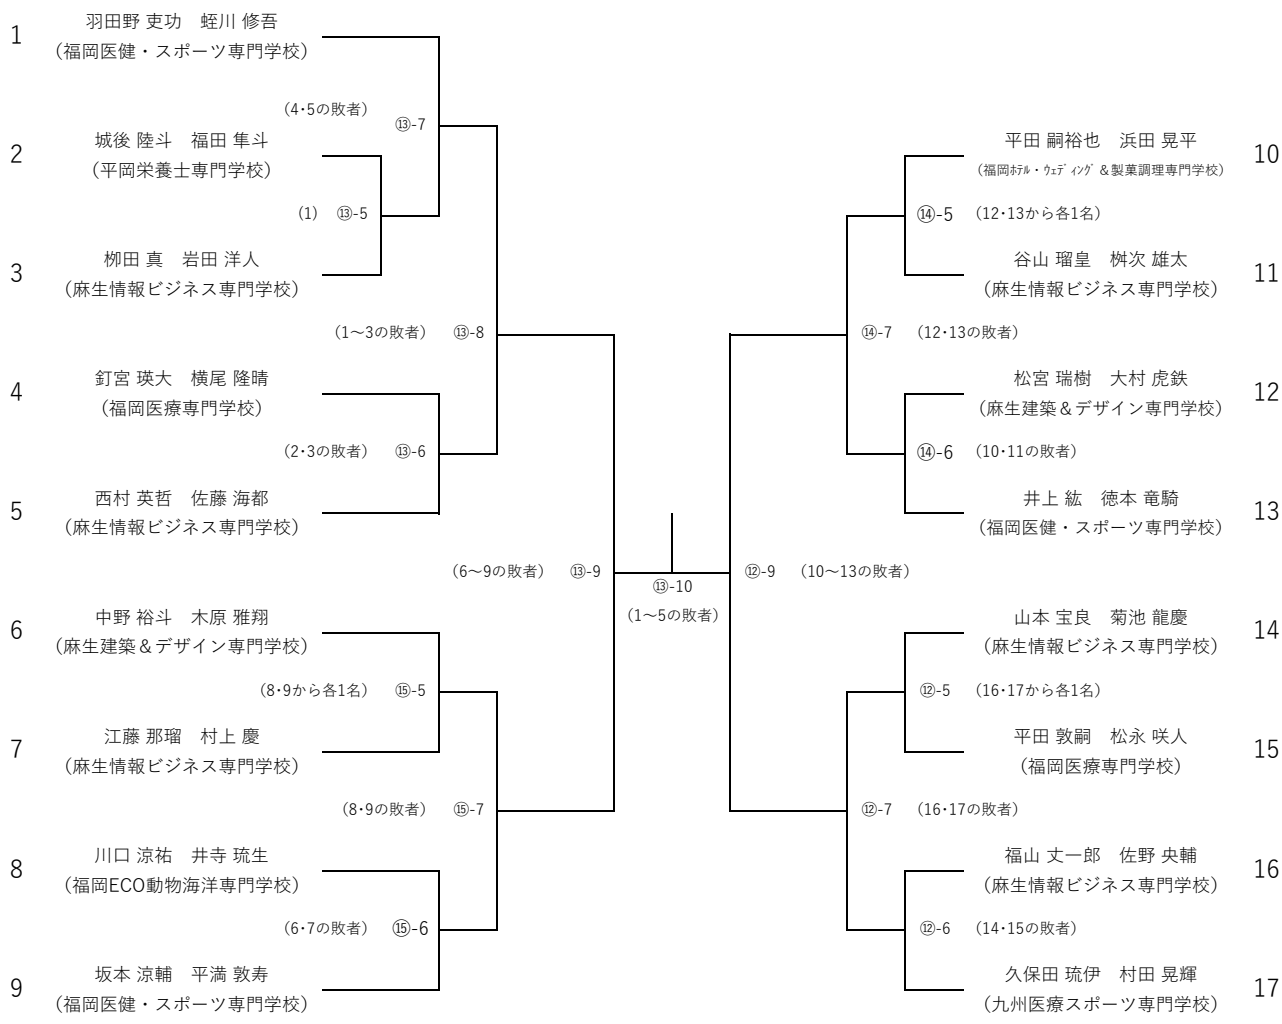 1
羽田野 吏功　蛭川 修吾
（福岡医健・スポーツ専門学校）
（4・5の敗者）
⑬-7
2
城後 陸斗　福田 隼斗
（平岡栄養士専門学校）
（1）　⑬-5
3
栁田 真　岩田 洋人
（麻生情報ビジネス専門学校）
（1～3の敗者）　⑬-8
4
釘宮 瑛大　横尾 隆晴
（福岡医療専門学校）
（2・3の敗者）　⑬-6
5
西村 英哲　佐藤 海都
（麻生情報ビジネス専門学校）
（6～9の敗者）　⑬-9
6
中野 裕斗　木原 雅翔
（麻生建築＆デザイン専門学校）
（8・9から各1名）　⑮-5
7
江藤 那瑠　村上 慶
（麻生情報ビジネス専門学校）
（8・9の敗者）　⑮-7
8
川口 涼祐　井寺 琉生
（福岡ECO動物海洋専門学校）
（6・7の敗者）　⑮-6
9
坂本 涼輔　平満 敦寿
（福岡医健・スポーツ専門学校）
⑬-10
（1～5の敗者）
平田 嗣裕也　浜田 晃平
10
（福岡ﾎﾃﾙ・ｳｪﾃﾞｨﾝｸﾞ＆製菓調理専門学校）
⑭-5　（12・13から各1名）
谷山 瑠皇　桝次 雄太
11
（麻生情報ビジネス専門学校）
⑭-7　（12・13の敗者）
松宮 瑞樹　大村 虎鉄
12
（麻生建築＆デザイン専門学校）
⑭-6　（10・11の敗者）
井上 紘　徳本 竜騎
13
（福岡医健・スポーツ専門学校）
⑫-9　（10～13の敗者）
山本 宝良　菊池 龍慶
14
（麻生情報ビジネス専門学校）
⑫-5　（16・17から各1名）
平田 敦嗣　松永 咲人
15
（福岡医療専門学校）
⑫-7　（16・17の敗者）
福山 丈一郎　佐野 央輔
16
（麻生情報ビジネス専門学校）
⑫-6　（14・15の敗者）
久保田 琉伊　村田 晃輝
17
（九州医療スポーツ専門学校）